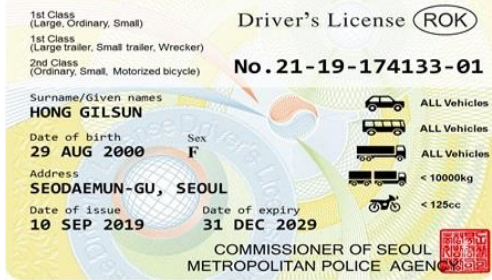 1st Class
(Large, Ordinary, Small)
1st Class
(Large trailer, Small trailer, Wrecker)
2nd Class
(Ordinary, Small, Motorized bicycle)
Driver's License ROK
No.21-19-174133-01
Surname/Given names
HONG GILSUN
Date of birth Sex
29 AUG 2000 F
Address
SEODAEMUN-GU, SEOUL
Date of issue Date of expiry
10 SEP 2019 31 DEC 2029
ALL Vehicles
ALL Vehicles
ALL Vehicles
< 10000kg
< 125cc
COMMISSIONER OF SEOUL
METROPOLITAN POLICE AGENCY